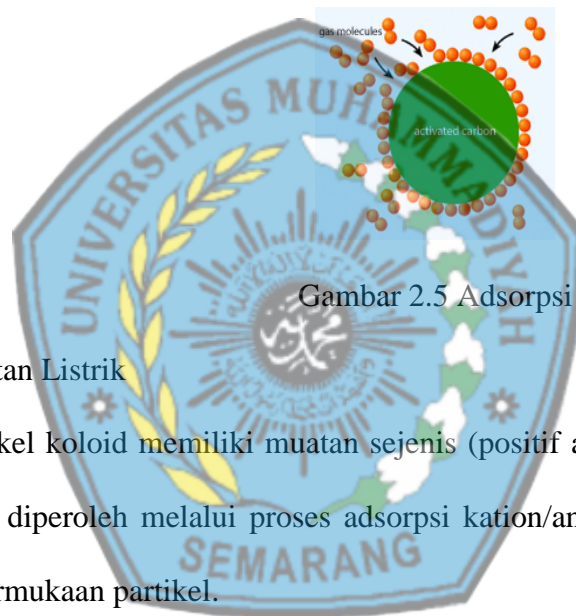 gas molecules
activated carbon
UNIVERSITAS MUHAMMADIYAH
Gambar 2.5 Adsorpsi
tan Listrik
kel koloid memiliki muatan sejenis (positif a
diperoleh melalui proses adsorpsi kation/an
SEMARANG
rmukaan partikel.